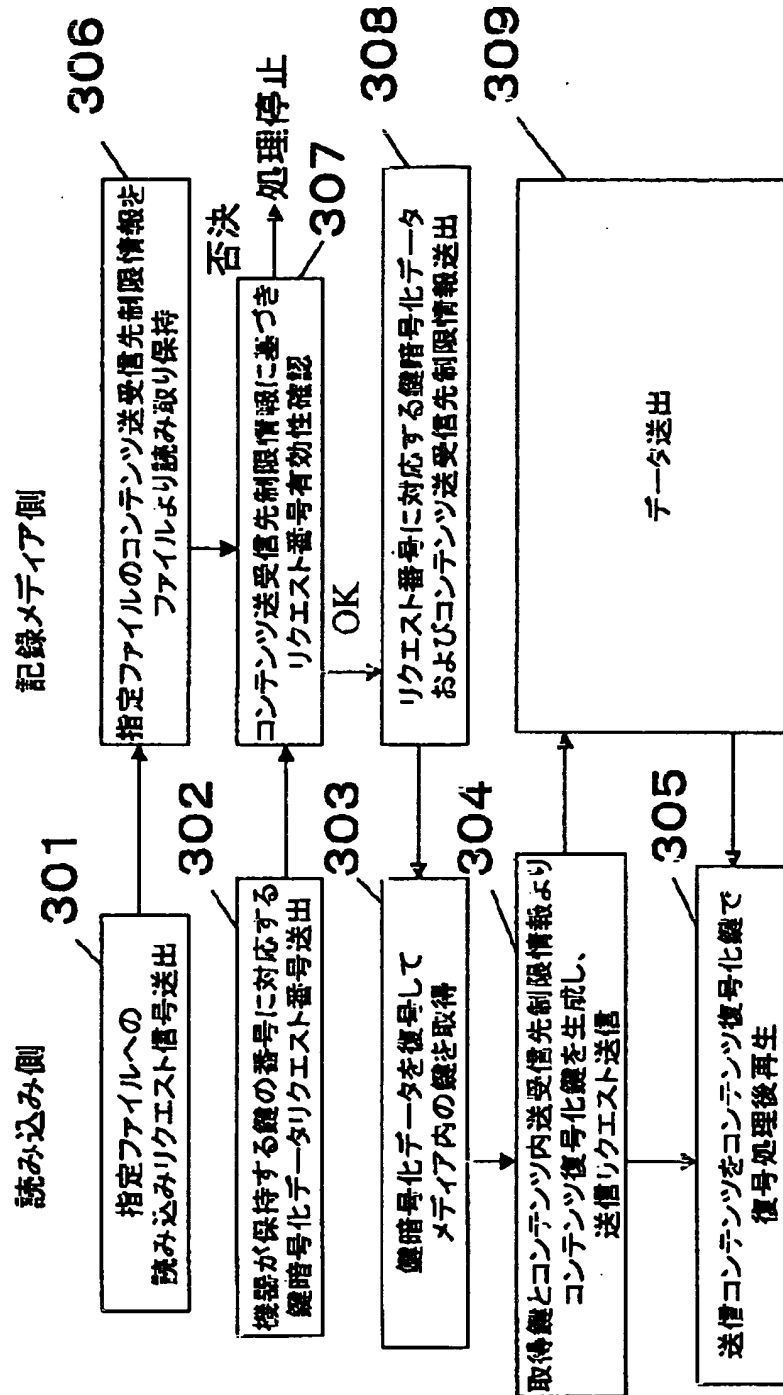 読み込み側
記録メディア側
301
指定ファイルへの
読み込みリクエスト信号送出
306
指定ファイルのコンテンツ送受信先制限情報を
ファイルより読み取り保持
302
機器が保持する鍵の番号に対応する
鍵暗号化データリクエスト番号送出
否決
処理停止
307
コンテンツ送受信先制限情報に基づき
リクエスト番号有効性確認
OK
303
鍵暗号化データを復号して
メディア内の鍵を取得
308
リクエスト番号に対応する鍵暗号化データ
およびコンテンツ送受信先制限情報送出
304
取得鍵とコンテンツ内送受信先制限情報より
コンテンツ復号化鍵を生成し、
送信リクエスト送信
309
データ送出
305
送信コンテンツをコンテンツ復号化鍵で
復号処理後再生